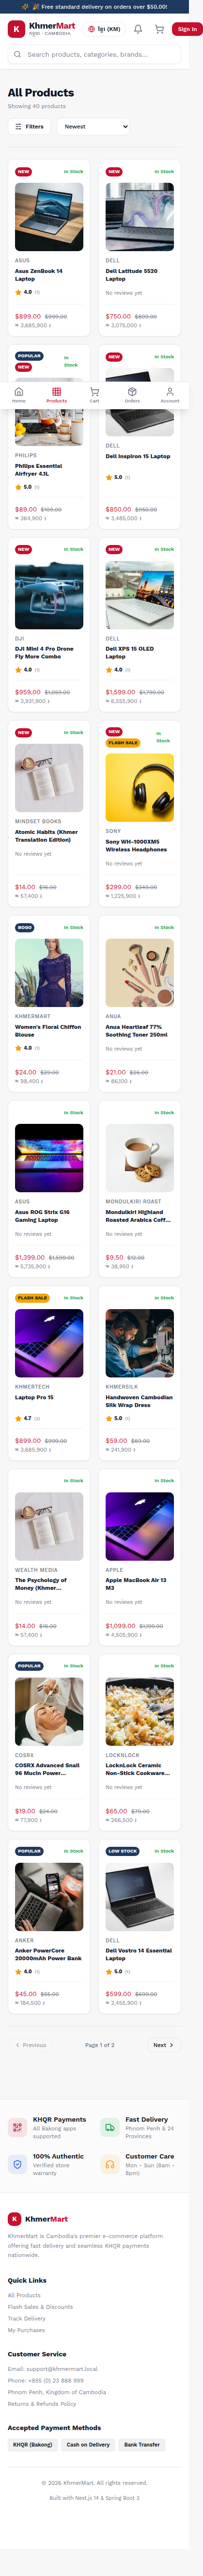 ✨ 🎉 Free standard delivery on orders over $50.00!
K KhmerMart
កម្ពុជា · CAMBODIA
ខ្មែរ (KM)
Sign In
Search products, categories, brands...
All Products
Showing 40 products
Filters
Newest
NEW In Stock
ASUS
Asus ZenBook 14 Laptop
4.0 (1)
$899.00 $999.00
≈ 3,685,900 ៛
NEW In Stock
DELL
Dell Latitude 5520 Laptop
No reviews yet
$750.00 $899.00
≈ 3,075,000 ៛
POPULAR
NEW
In Stock
PHILIPS
Philips Essential Airfryer 4.1L
5.0 (1)
$89.00 $109.00
≈ 364,900 ៛
NEW In Stock
DELL
Dell Inspiron 15 Laptop
5.0 (1)
$850.00 $950.00
≈ 3,485,000 ៛
Home
Products
Cart
Orders
Account
NEW In Stock
DJI
DJI Mini 4 Pro Drone Fly More Combo
4.0 (1)
$959.00 $1,059.00
≈ 3,931,900 ៛
NEW In Stock
DELL
Dell XPS 15 OLED Laptop
4.0 (1)
$1,599.00 $1,799.00
≈ 6,555,900 ៛
NEW In Stock
MINDSET BOOKS
Atomic Habits (Khmer Translation Edition)
No reviews yet
$14.00 $16.00
≈ 57,400 ៛
NEW
FLASH SALE
In Stock
SONY
Sony WH-1000XM5 Wireless Headphones
No reviews yet
$299.00 $349.00
≈ 1,225,900 ៛
BOGO In Stock
KHMERMART
Women's Floral Chiffon Blouse
4.0 (1)
$24.00 $29.00
≈ 98,400 ៛
In Stock
ANUA
Anua Heartleaf 77% Soothing Toner 250ml
No reviews yet
$21.00 $26.00
≈ 86,100 ៛
In Stock
ASUS
Asus ROG Strix G16 Gaming Laptop
No reviews yet
$1,399.00 $1,599.00
≈ 5,735,900 ៛
In Stock
MONDULKIRI ROAST
Mondulkiri Highland Roasted Arabica Coff...
No reviews yet
$9.50 $12.00
≈ 38,950 ៛
FLASH SALE In Stock
KHMERTECH
Laptop Pro 15
4.7 (3)
$899.00 $999.00
≈ 3,685,900 ៛
In Stock
KHMERSILK
Handwoven Cambodian Silk Wrap Dress
5.0 (1)
$59.00 $69.00
≈ 241,900 ៛
In Stock
WEALTH MEDIA
The Psychology of Money (Khmer...
No reviews yet
$14.00 $16.00
≈ 57,400 ៛
In Stock
APPLE
Apple MacBook Air 13 M3
No reviews yet
$1,099.00 $1,199.00
≈ 4,505,900 ៛
POPULAR In Stock
COSRX
COSRX Advanced Snail 96 Mucin Power...
No reviews yet
$19.00 $24.00
≈ 77,900 ៛
In Stock
LOCKNLOCK
LocknLock Ceramic Non-Stick Cookware...
No reviews yet
$65.00 $79.00
≈ 266,500 ៛
POPULAR In Stock
ANKER
Anker PowerCore 20000mAh Power Bank
4.0 (1)
$45.00 $55.00
≈ 184,500 ៛
LOW STOCK In Stock
DELL
Dell Vostro 14 Essential Laptop
5.0 (1)
$599.00 $699.00
≈ 2,455,900 ៛
Previous
Page 1 of 2
Next
KHQR Payments
All Bakong apps supported
Fast Delivery
Phnom Penh & 24 Provinces
100% Authentic
Verified store warranty
Customer Care
Mon - Sun (8am - 8pm)
K KhmerMart
KhmerMart is Cambodia's premier e-commerce platform
offering fast delivery and seamless KHQR payments
nationwide.
Quick Links
All Products
Flash Sales & Discounts
Track Delivery
My Purchases
Customer Service
Email: support@khmermart.local
Phone: +855 (0) 23 888 999
Phnom Penh, Kingdom of Cambodia
Returns & Refunds Policy
Accepted Payment Methods
KHQR (Bakong)
Cash on Delivery
Bank Transfer
© 2026 KhmerMart. All rights reserved.
Built with Next.js 14 & Spring Boot 3